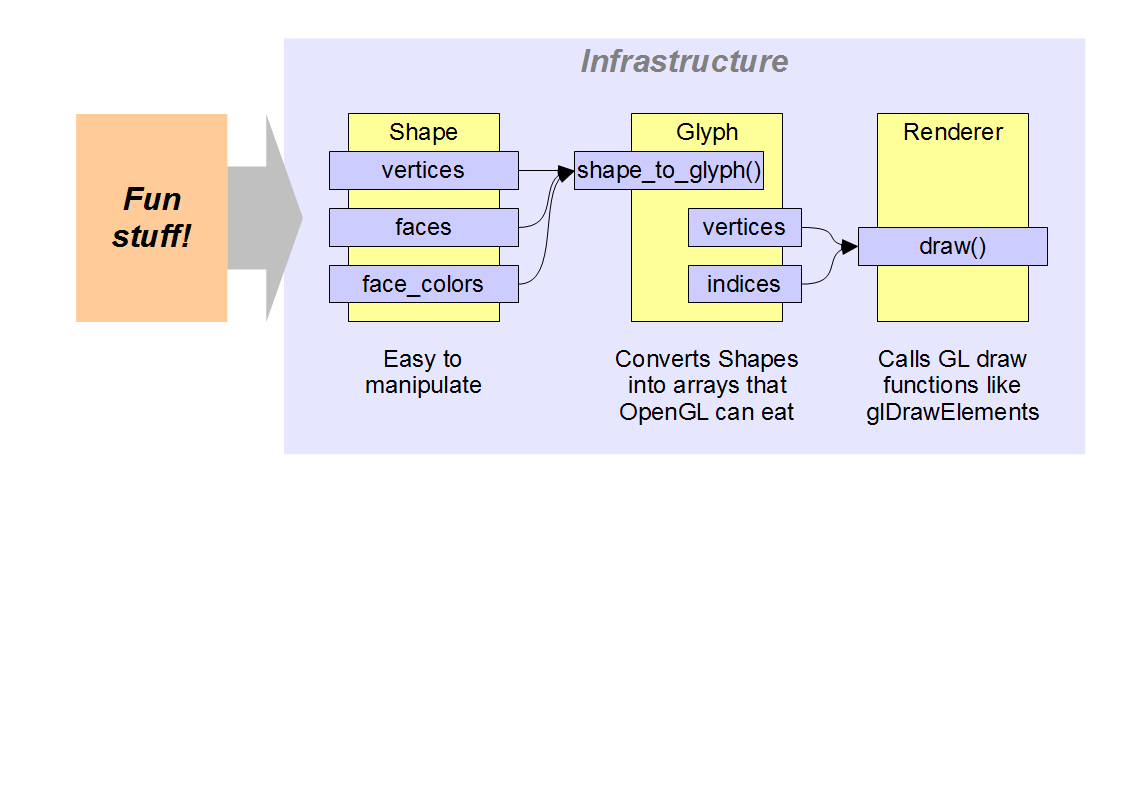 Infrastructure
Fun
stuff!
Shape
vertices
faces
face_colors
Easy to
manipulate
Glyph
shape_to_glyph()
vertices
indices
Converts Shapes
into arrays that
OpenGL can eat
Renderer
draw()
Calls GL draw
functions like
glDrawElements